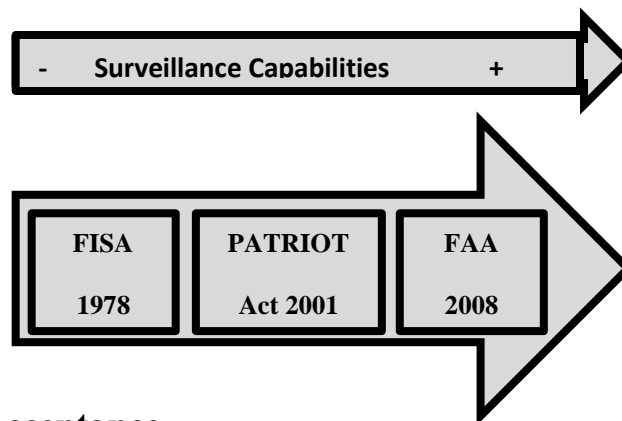 - Surveillance Capabilities +
FISA PATRIOT FAA
1978 Act 2001 2008